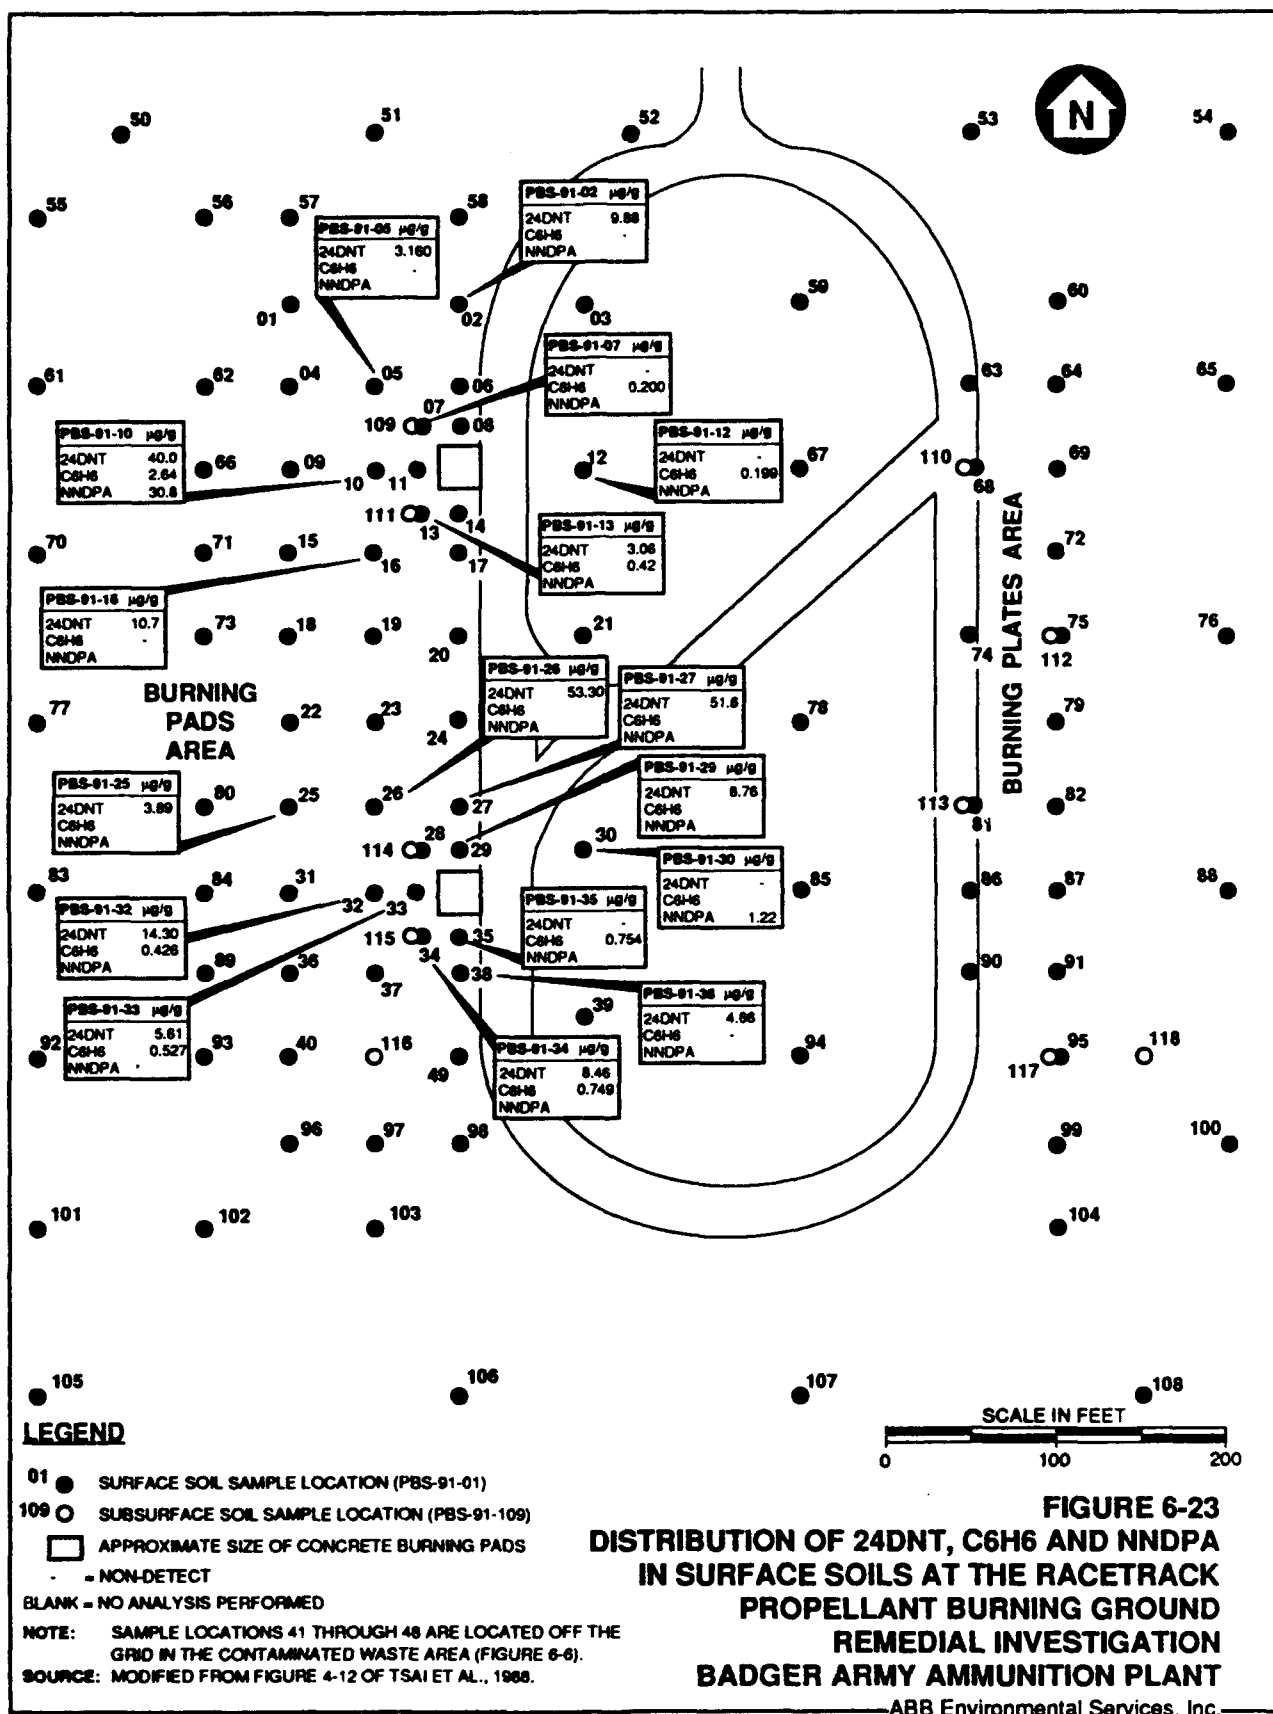 50
51
52
53
54
N
55
56
57
58
PBS-91-02 µg/g
24DNT 9.88
C6H6 -
NNDPA
PBS-91-05 µg/g
24DNT 3.160
C6H6 -
NNDPA
01
02
03
59
60
PBS-91-07 µg/g
24DNT -
C6H6 0.200
NNDPA
61
62
04
05
06
63
64
65
07
109
08
PBS-91-10 µg/g
24DNT 40.0
C6H6 2.64
NNDPA 30.8
PBS-91-12 µg/g
24DNT -
C6H6 0.199
NNDPA
66
09
10
11
12
67
110
68
69
111
13
14
PBS-91-13 µg/g
24DNT 3.06
C6H6 0.42
NNDPA
70
71
15
16
17
72
PBS-91-16 µg/g
24DNT 10.7
C6H6 -
NNDPA
73
18
19
20
21
74
75
112
76
BURNING PLATES AREA
PBS-91-26 µg/g
24DNT 53.30
C6H6
NNDPA
PBS-91-27 µg/g
24DNT 51.6
C6H6
NNDPA
BURNING
PADS
AREA
77
22
23
24
78
79
PBS-91-25 µg/g
24DNT 3.89
C6H6
NNDPA
PBS-91-29 µg/g
24DNT 8.76
C6H6
NNDPA
80
25
26
27
113
81
82
114
28
29
30
PBS-91-30 µg/g
24DNT -
C6H6
NNDPA 1.22
83
84
31
32
33
85
86
87
88
PBS-91-32 µg/g
24DNT 14.30
C6H6 0.426
NNDPA
PBS-91-35 µg/g
24DNT -
C6H6 0.754
NNDPA
115
34
35
89
36
37
38
90
91
PBS-91-33 µg/g
24DNT 5.61
C6H6 0.527
NNDPA -
PBS-91-38 µg/g
24DNT 4.66
C6H6 -
NNDPA
39
92
93
40
116
49
94
117
95
118
PBS-91-34 µg/g
24DNT 8.46
C6H6 0.749
NNDPA
96
97
98
99
100
101
102
103
104
105
106
107
108
SCALE IN FEET
0 100 200
LEGEND
01 SURFACE SOIL SAMPLE LOCATION (PBS-91-01)
109 SUBSURFACE SOIL SAMPLE LOCATION (PBS-91-109)
APPROXIMATE SIZE OF CONCRETE BURNING PADS
- = NON-DETECT
BLANK = NO ANALYSIS PERFORMED
NOTE: SAMPLE LOCATIONS 41 THROUGH 48 ARE LOCATED OFF THE
GRID IN THE CONTAMINATED WASTE AREA (FIGURE 6-6).
SOURCE: MODIFIED FROM FIGURE 4-12 OF TSAI ET AL., 1988.
FIGURE 6-23
DISTRIBUTION OF 24DNT, C6H6 AND NNDPA
IN SURFACE SOILS AT THE RACETRACK
PROPELLANT BURNING GROUND
REMEDIAL INVESTIGATION
BADGER ARMY AMMUNITION PLANT
ABB Environmental Services, Inc.